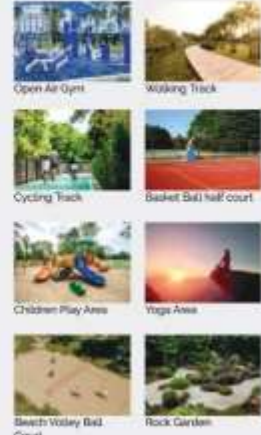 Open Air Gym
Walking Track
Cycling Track
Basket Ball half court
Children Play Area
Yoga Area
Beach Volley Ball
Court
Rock Garden